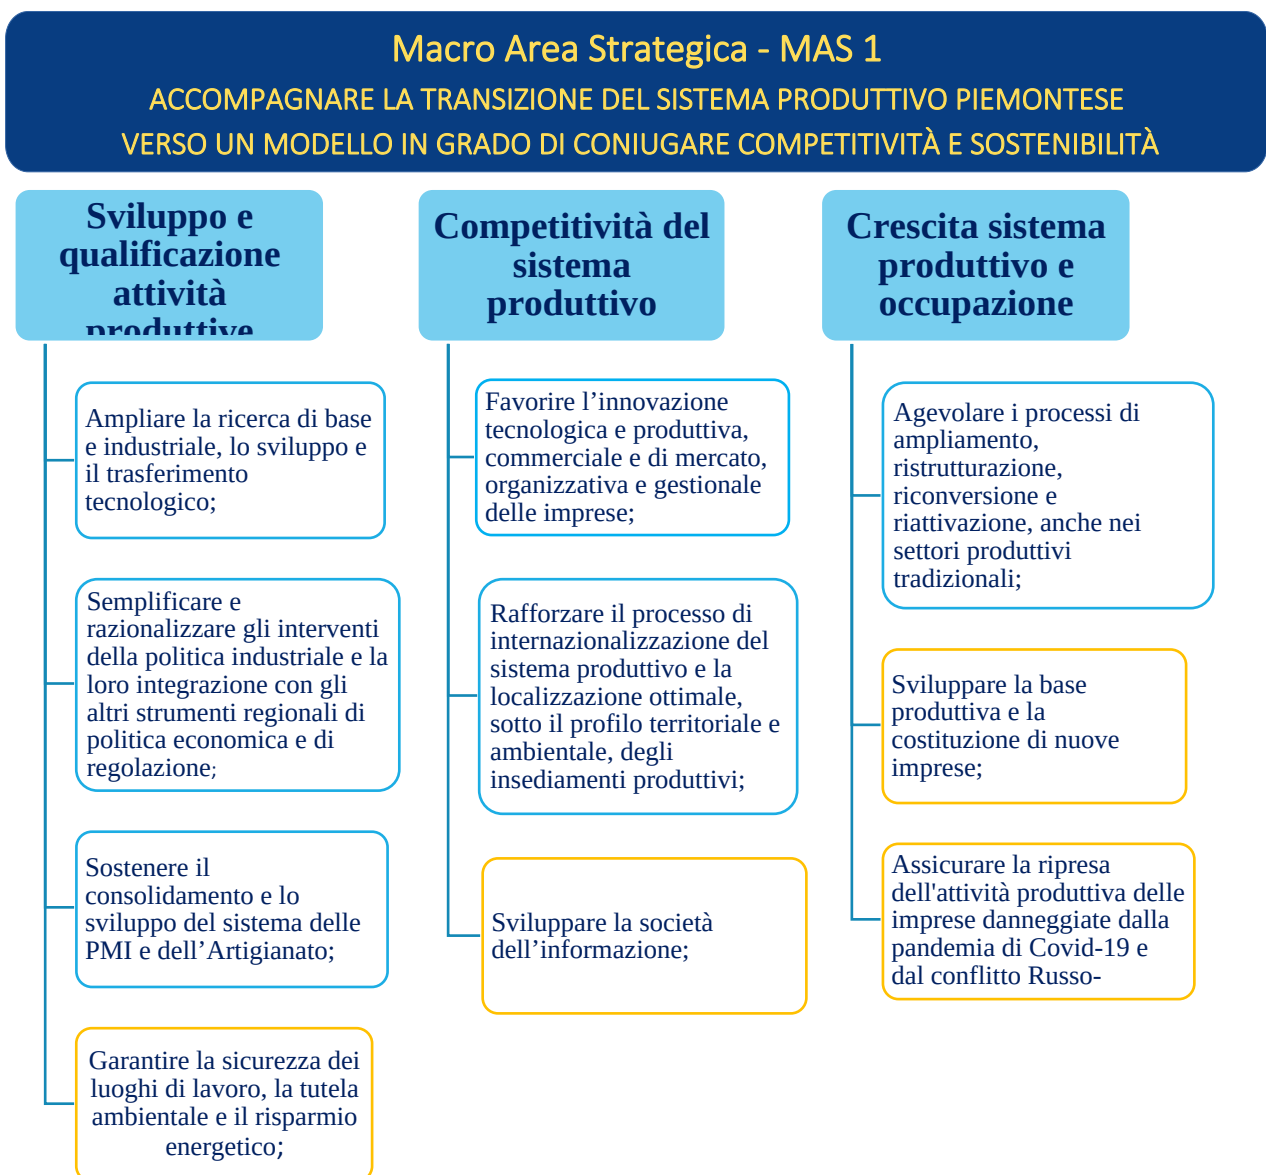 Macro Area Strategica - MAS 1
ACCOMPAGNARE LA TRANSIZIONE DEL SISTEMA PRODUTTIVO PIEMONTESE
VERSO UN MODELLO IN GRADO DI CONIUGARE COMPETITIVITÀ E SOSTENIBILITÀ
Sviluppo e
qualificazione
attività
produttive
Ampliare la ricerca di base
e industriale, lo sviluppo e
il trasferimento
tecnologico;
Semplificare e
razionalizzare gli interventi
della politica industriale e la
loro integrazione con gli
altri strumenti regionali di
politica economica e di
regolazione;
Sostenere il
consolidamento e lo
sviluppo del sistema delle
PMI e dell’Artigianato;
Garantire la sicurezza dei
luoghi di lavoro, la tutela
ambientale e il risparmio
energetico;
Competitività del
sistema
produttivo
Favorire l’innovazione
tecnologica e produttiva,
commerciale e di mercato,
organizzativa e gestionale
delle imprese;
Rafforzare il processo di
internazionalizzazione del
sistema produttivo e la
localizzazione ottimale,
sotto il profilo territoriale e
ambientale, degli
insediamenti produttivi;
Sviluppare la società
dell’informazione;
Crescita sistema
produttivo e
occupazione
Agevolare i processi di
ampliamento,
ristrutturazione,
riconversione e
riattivazione, anche nei
settori produttivi
tradizionali;
Sviluppare la base
produttiva e la
costituzione di nuove
imprese;
Assicurare la ripresa
dell'attività produttiva delle
imprese danneggiate dalla
pandemia di Covid-19 e
dal conflitto Russo-